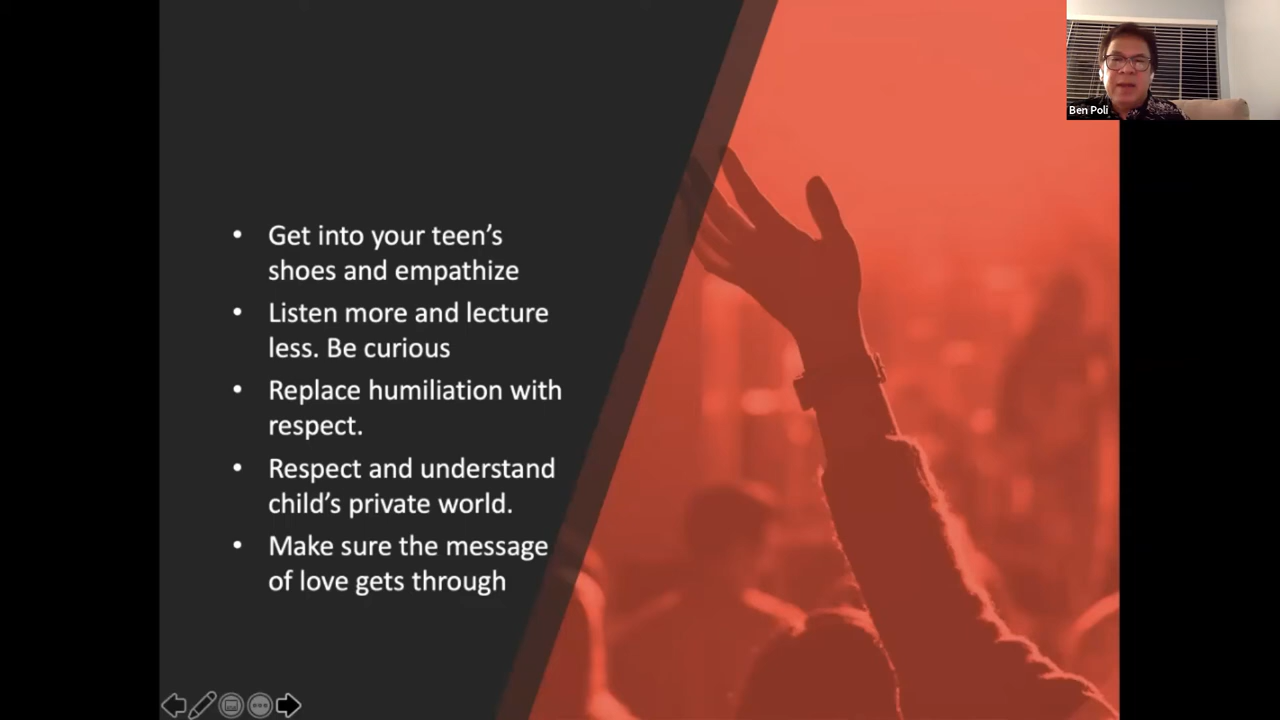 Ben Poli
• Get into your teen’s
shoes and empathize
• Listen more and lecture
less. Be curious
• Replace humiliation with
respect.
• Respect and understand
child’s private world.
• Make sure the message
of love gets through